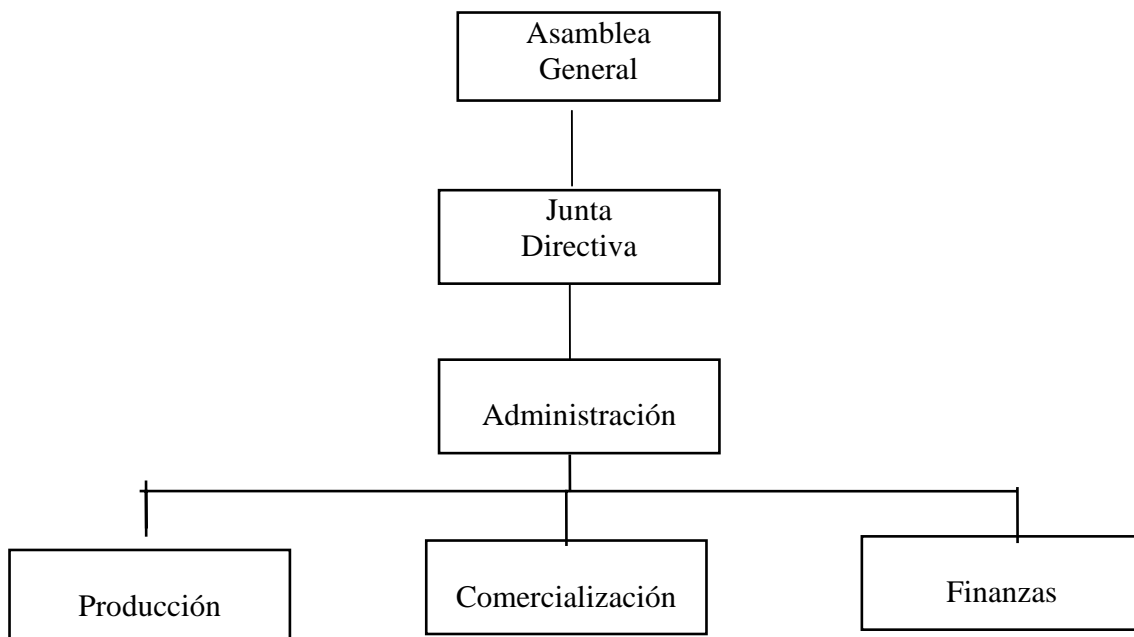 Asamblea
General
Junta
Directiva
Administración
Producción
Comercialización
Finanzas